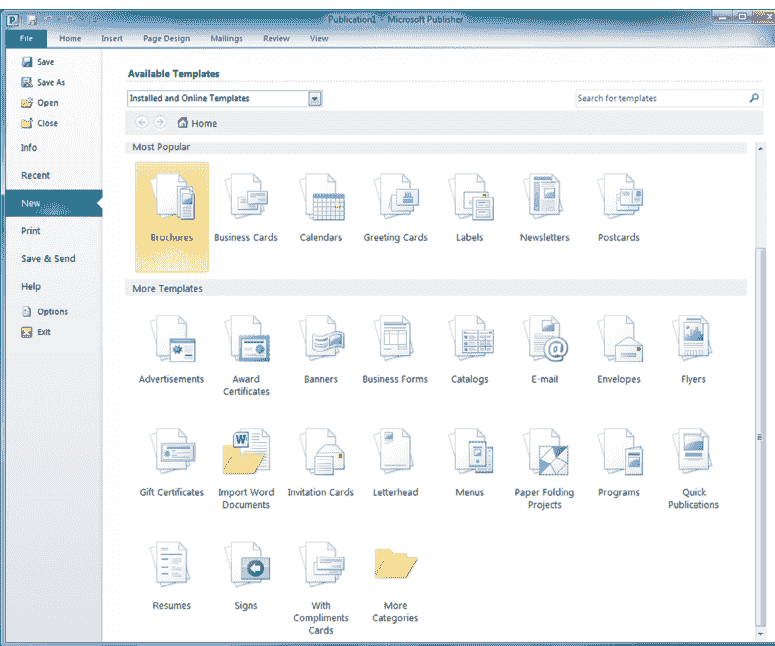 Publication1 - Microsoft Publisher
File Home Insert Page Design Mailings Review View
Save
Save As
Open
Close
Info
Recent
New
Print
Save & Send
Help
Options
Exit
Available Templates
Installed and Online Templates
Search for templates
Home
Most Popular
Brochures
Business Cards
Calendars
Greeting Cards
Labels
Newsletters
Postcards
More Templates
Advertisements
Award
Certificates
Banners
Business Forms
Catalogs
E-mail
Envelopes
Flyers
Gift Certificates
Import Word
Documents
Invitation Cards
Letterhead
Menus
Paper Folding
Projects
Programs
Quick
Publications
Resumes
Signs
With
Compliments
Cards
More
Categories